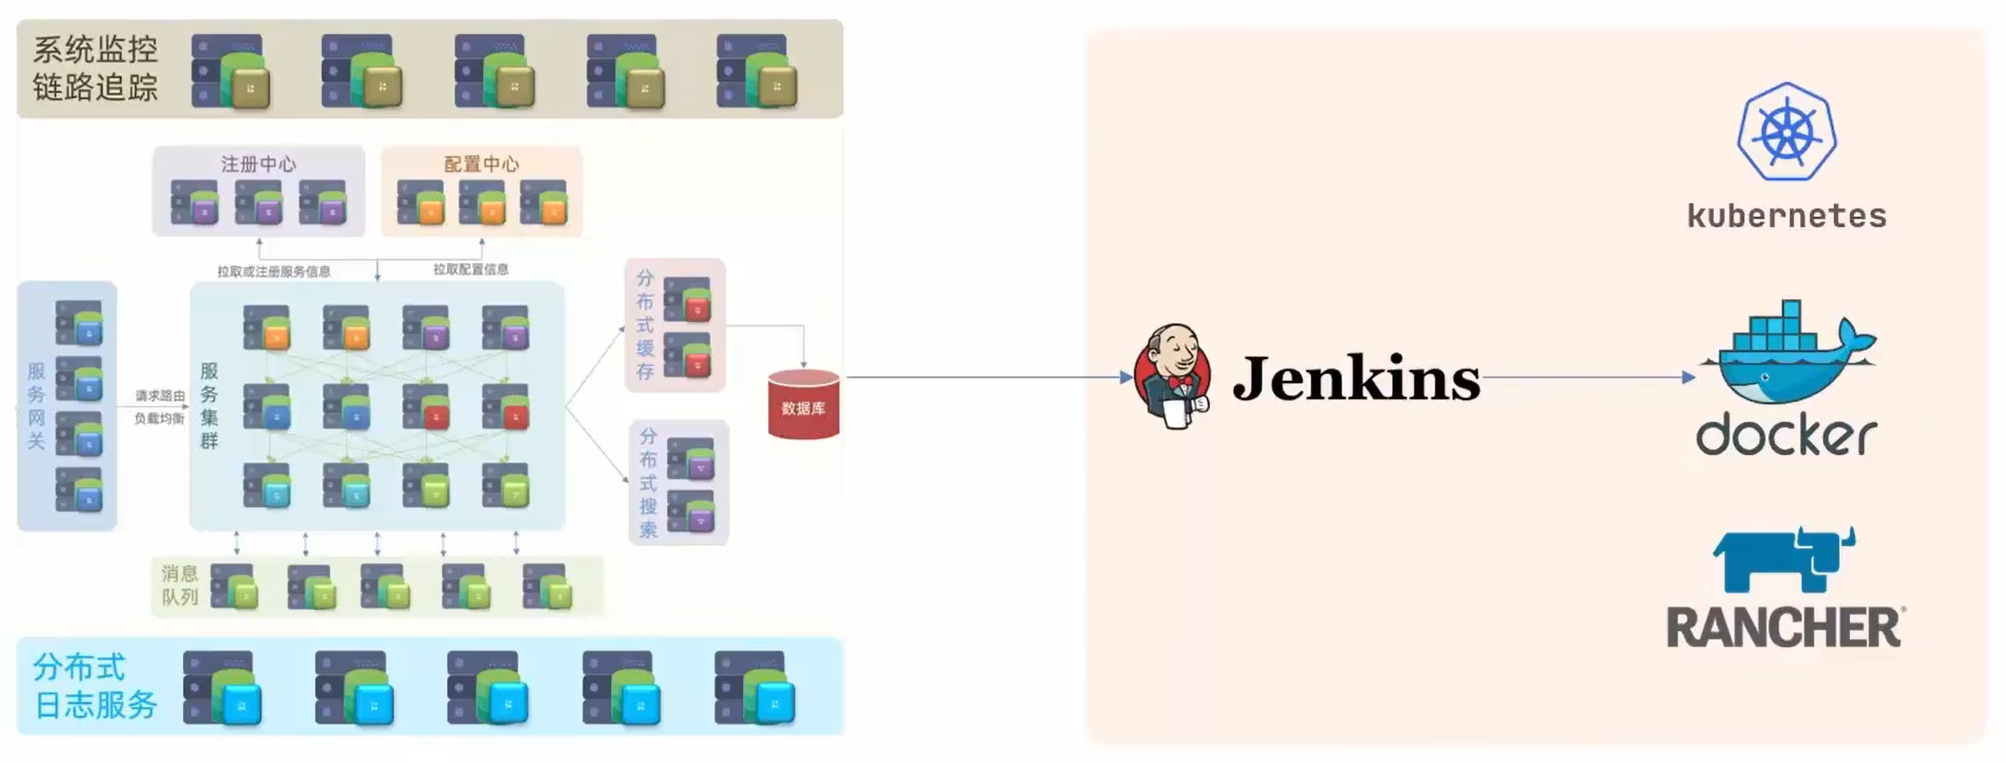 系统监控
链路追踪
注册中心
配置中心
拉取或注册服务信息
拉取配置信息
服务网关
请求路由
负载均衡
服务集群
分布式缓存
分布式搜索
数据库
消息
队列
分布式
日志服务
Jenkins
kubernetes
docker
RANCHER®